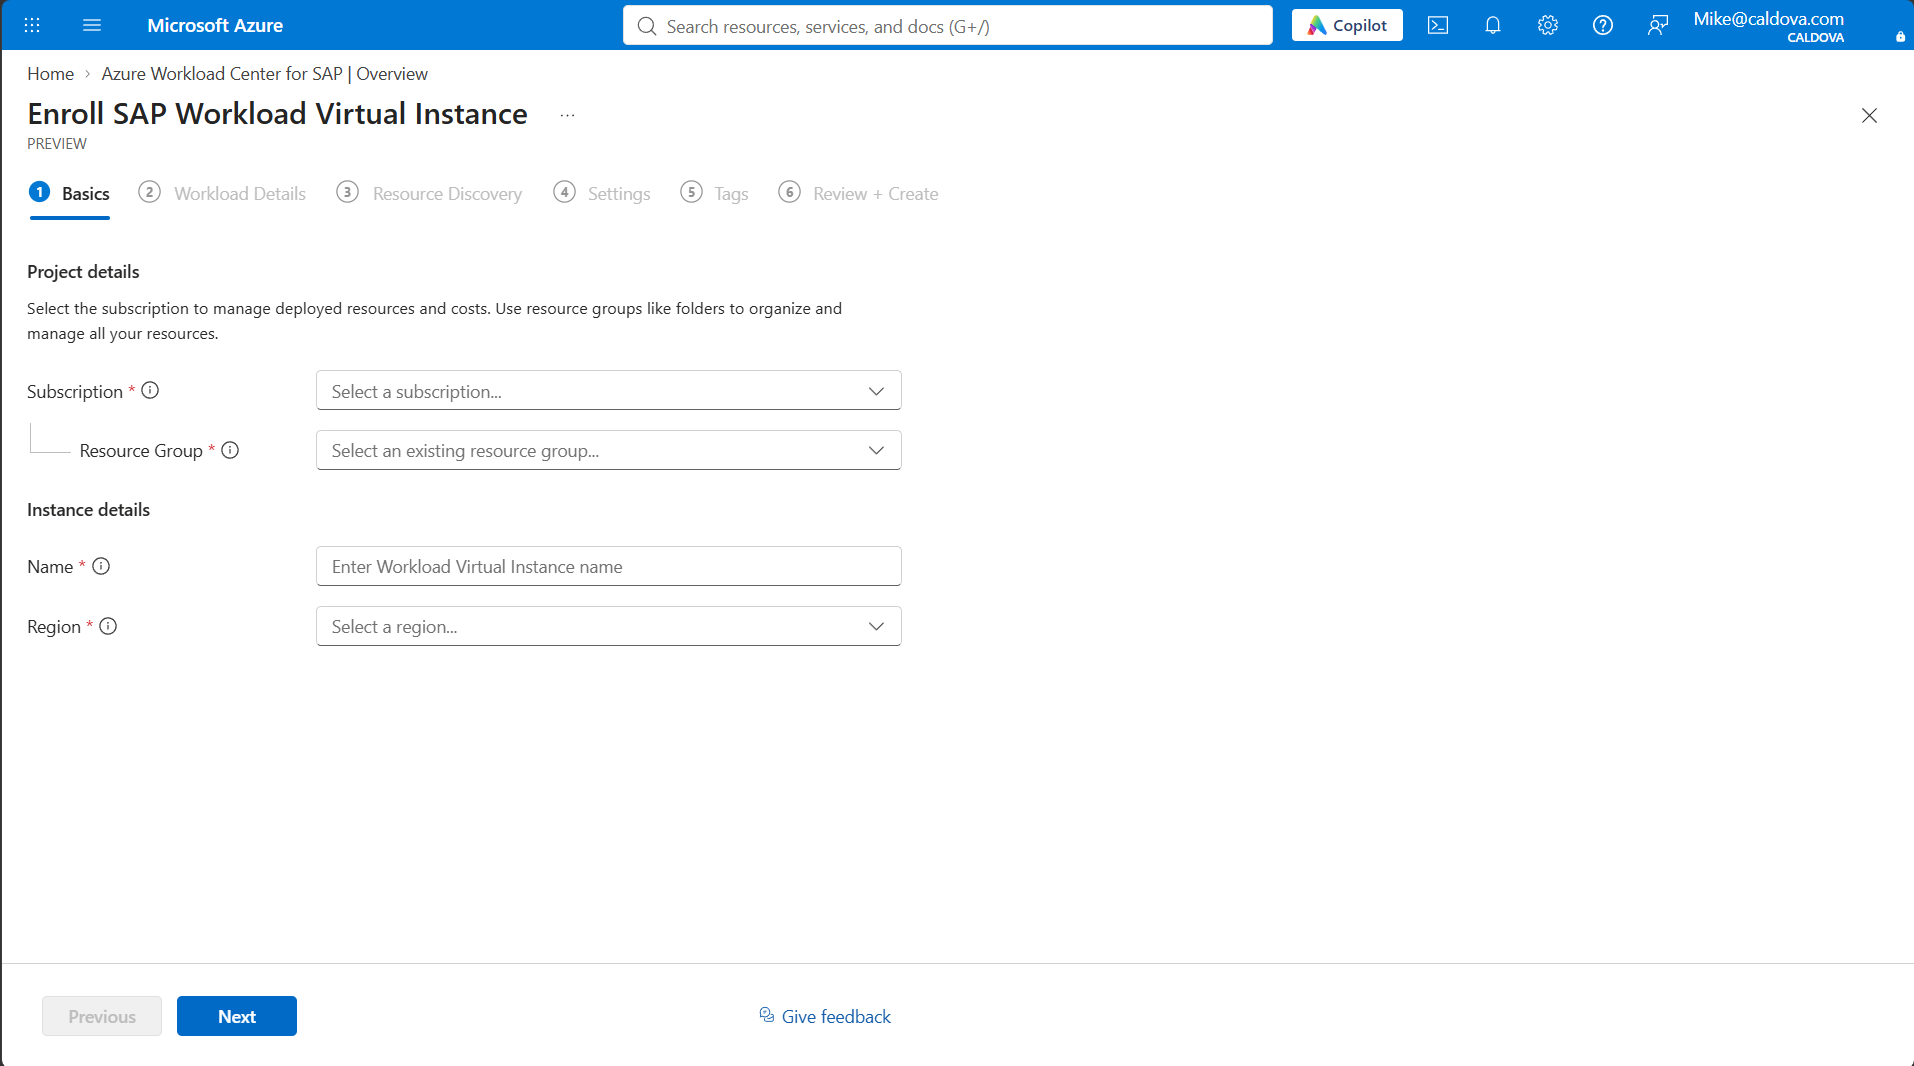 Microsoft Azure
Search resources, services, and docs (G+/)
Copilot
Mike@caldova.com
CALDOVA
Home > Azure Workload Center for SAP | Overview
Enroll SAP Workload Virtual Instance ...
PREVIEW
1 Basics 2 Workload Details 3 Resource Discovery 4 Settings 5 Tags 6 Review + Create
Project details
Select the subscription to manage deployed resources and costs. Use resource groups like folders to organize and
manage all your resources.
Subscription * Select a subscription...
Resource Group * Select an existing resource group...
Instance details
Name * Enter Workload Virtual Instance name
Region * Select a region...
Previous Next Give feedback